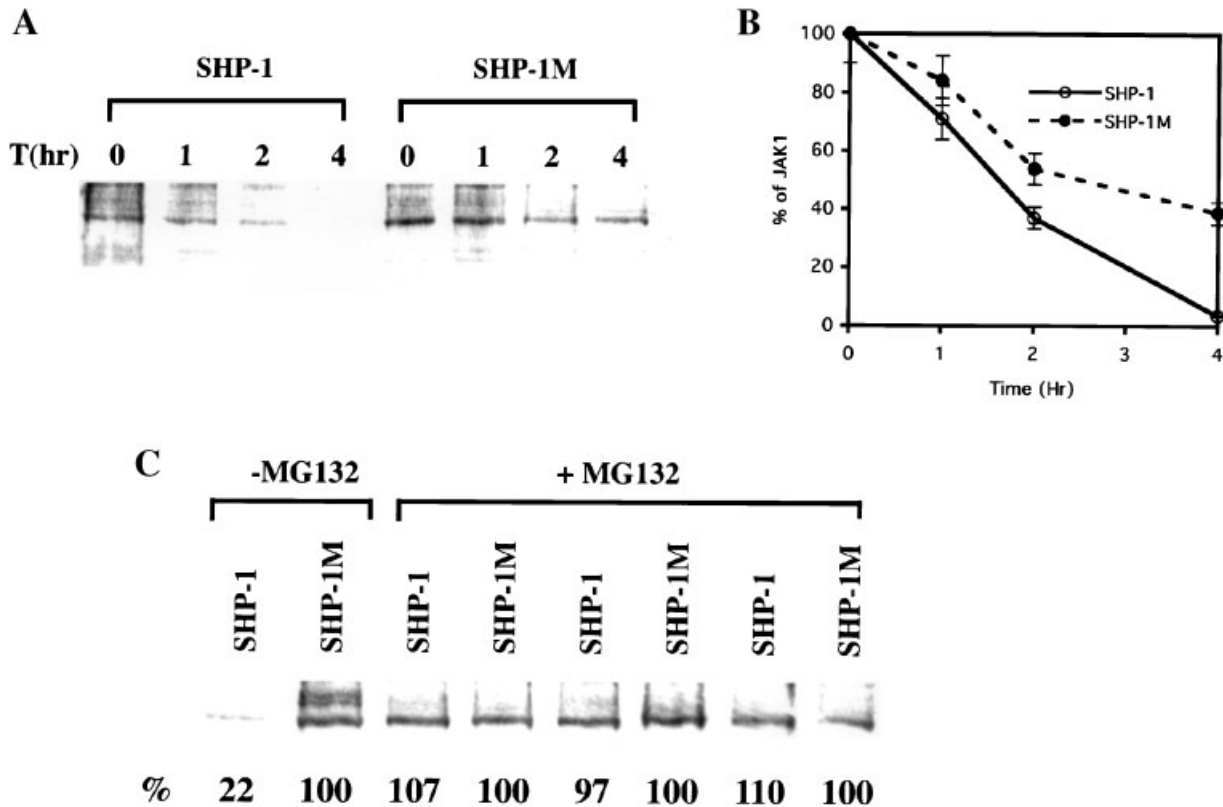 A
SHP-1 SHP-1M
T(hr) 0 1 2 4 0 1 2 4
B
100
80
60
40
20
0
% of JAK1
SHP-1
SHP-1M
0 1 2 3 4
Time (Hr)
C
-MG132 + MG132
SHP-1 SHP-1M SHP-1 SHP-1M SHP-1 SHP-1M SHP-1 SHP-1M
% 22 100 107 100 97 100 110 100